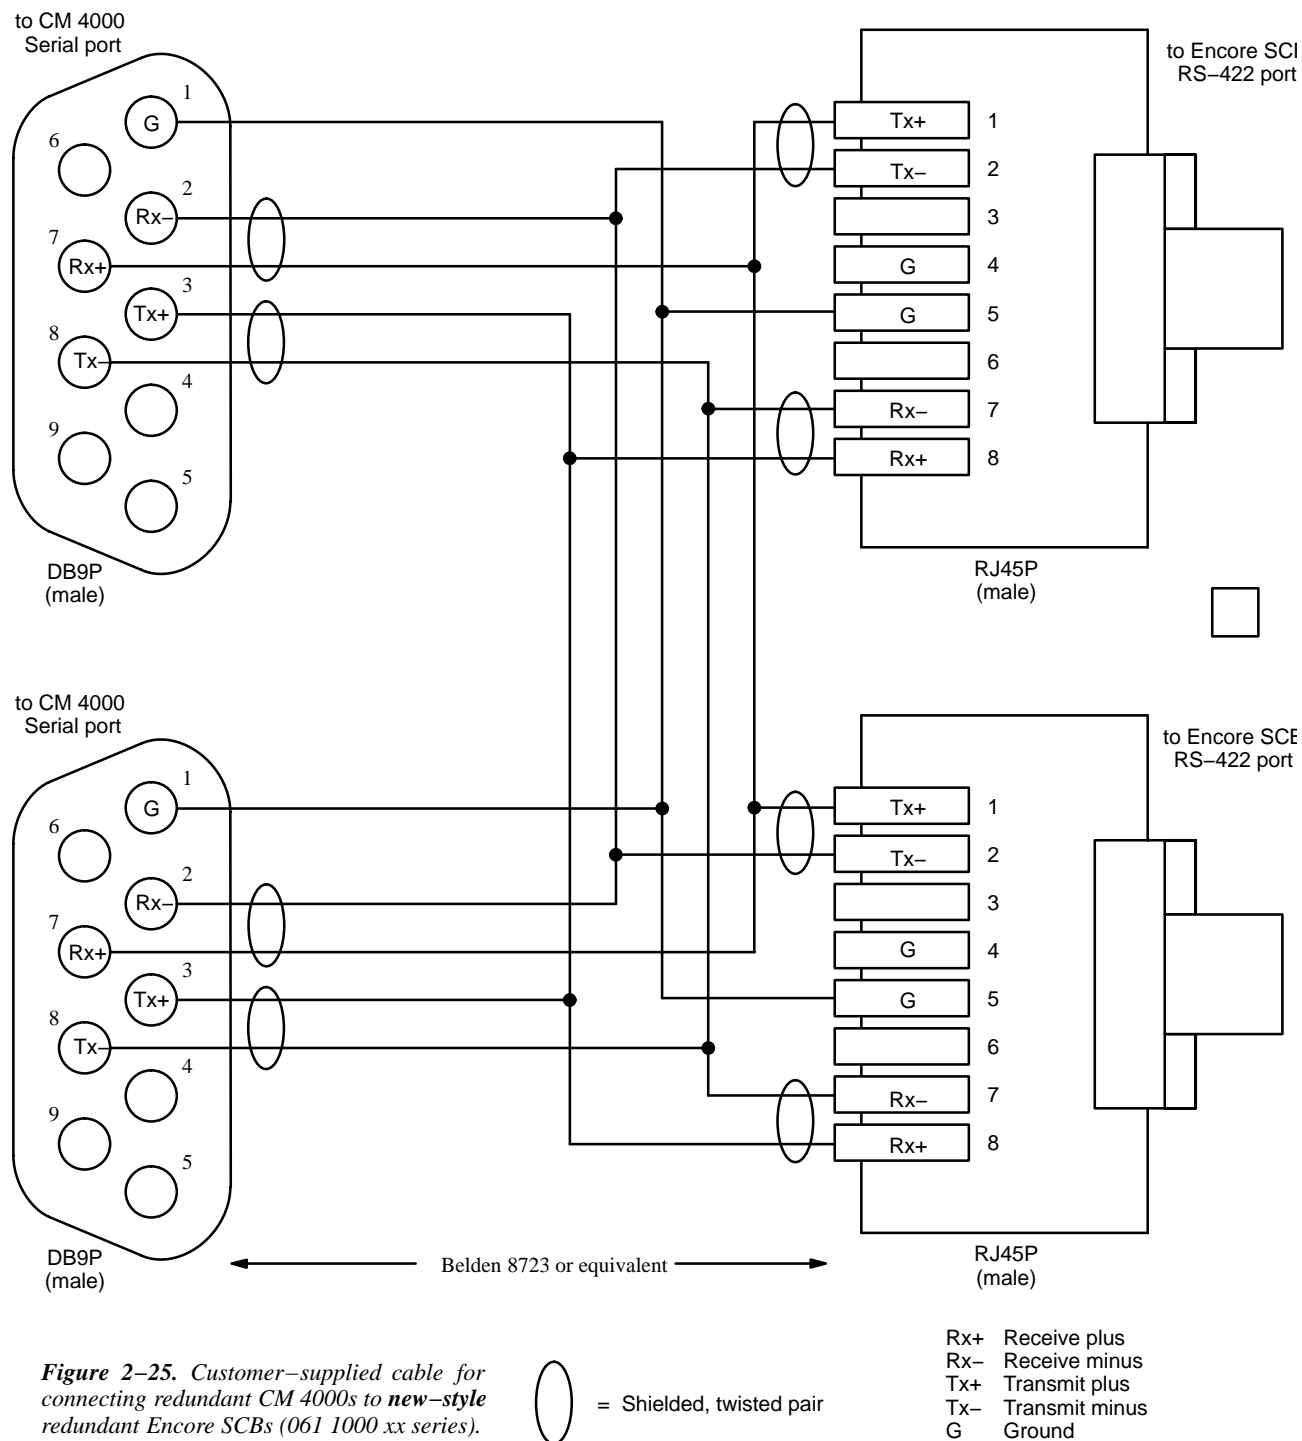 to CM 4000
Serial port
1
G
6
2
Rx−
7
Rx+
3
Tx+
8
Tx−
4
9
5
DB9P
(male)
to Encore SCB
RS−422 port
Tx+ 1
Tx− 2
3
G 4
G 5
6
Rx− 7
Rx+ 8
RJ45P
(male)
to CM 4000
Serial port
1
G
6
2
Rx−
7
Rx+
3
Tx+
8
Tx−
4
9
5
DB9P
(male)
to Encore SCB
RS−422 port
Tx+ 1
Tx− 2
3
G 4
G 5
6
Rx− 7
Rx+ 8
RJ45P
(male)
Belden 8723 or equivalent
Figure 2−25. Customer−supplied cable for
connecting redundant CM 4000s to new−style
redundant Encore SCBs (061 1000 xx series).
= Shielded, twisted pair
Rx+ Receive plus
Rx− Receive minus
Tx+ Transmit plus
Tx− Transmit minus
G Ground